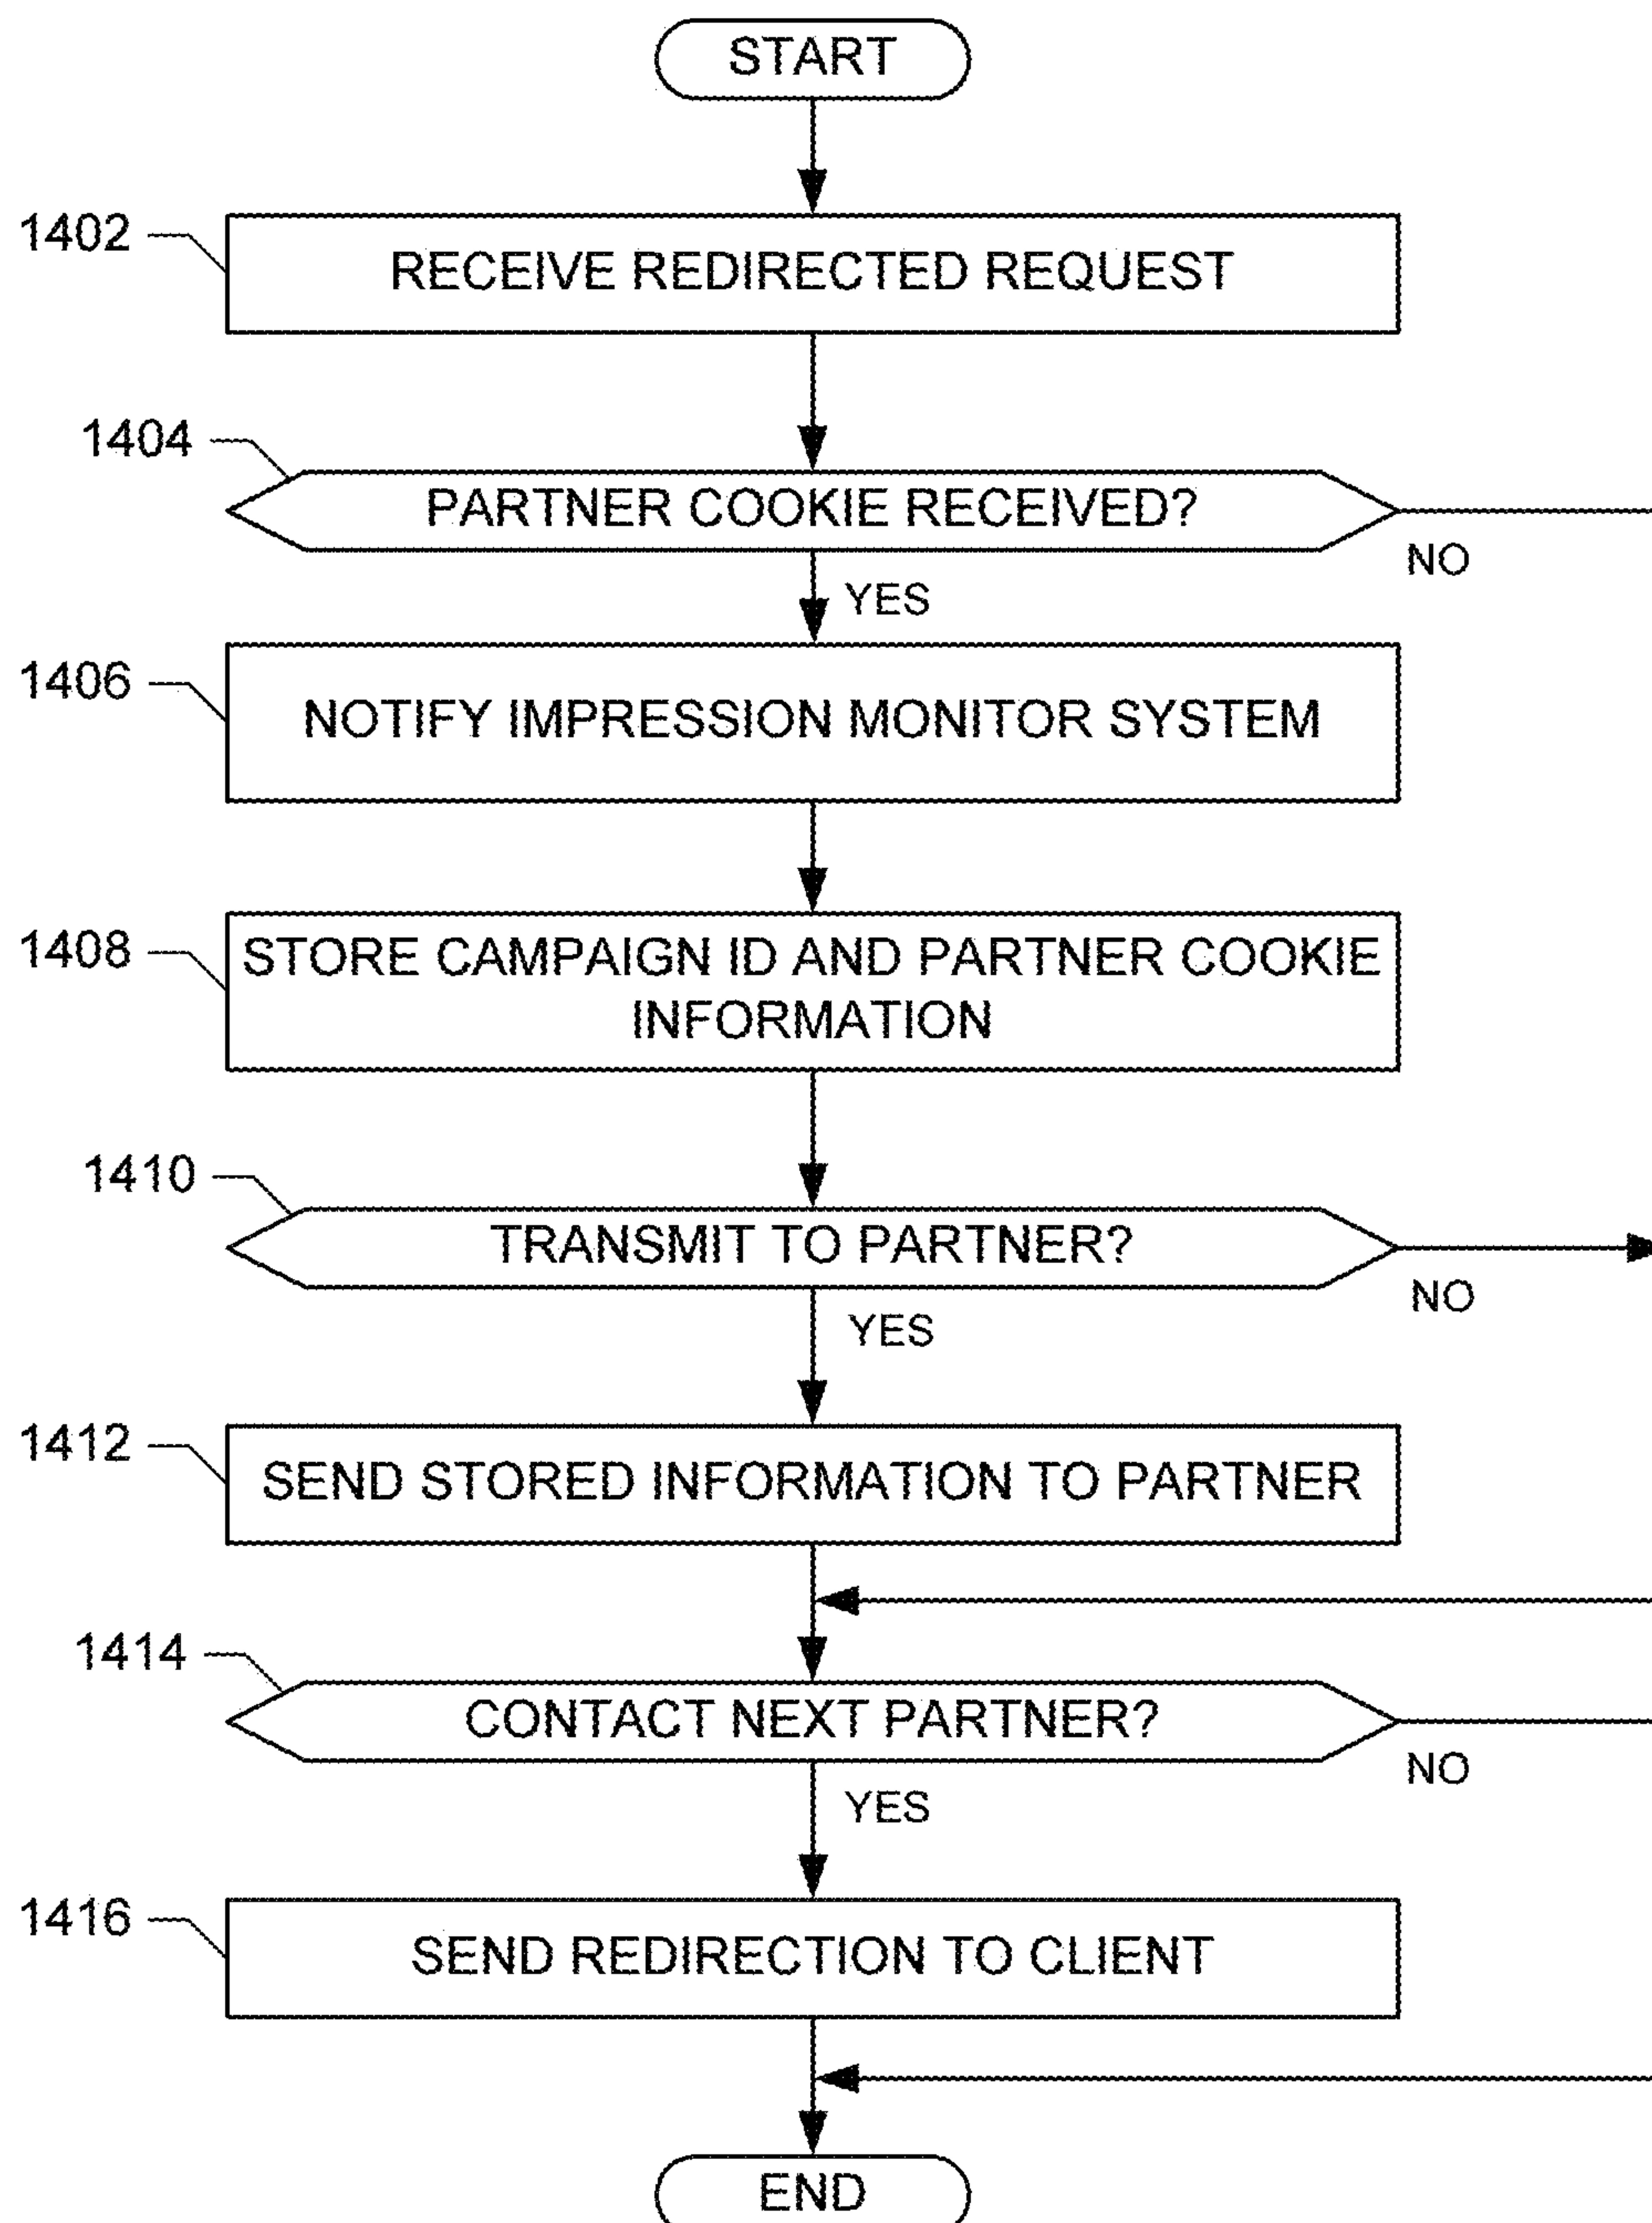 START
1402
RECEIVE REDIRECTED REQUEST
1404
PARTNER COOKIE RECEIVED?
NO
YES
1406
NOTIFY IMPRESSION MONITOR SYSTEM
1408
STORE CAMPAIGN ID AND PARTNER COOKIE
INFORMATION
1410
TRANSMIT TO PARTNER?
NO
YES
1412
SEND STORED INFORMATION TO PARTNER
1414
CONTACT NEXT PARTNER?
NO
YES
1416
SEND REDIRECTION TO CLIENT
END